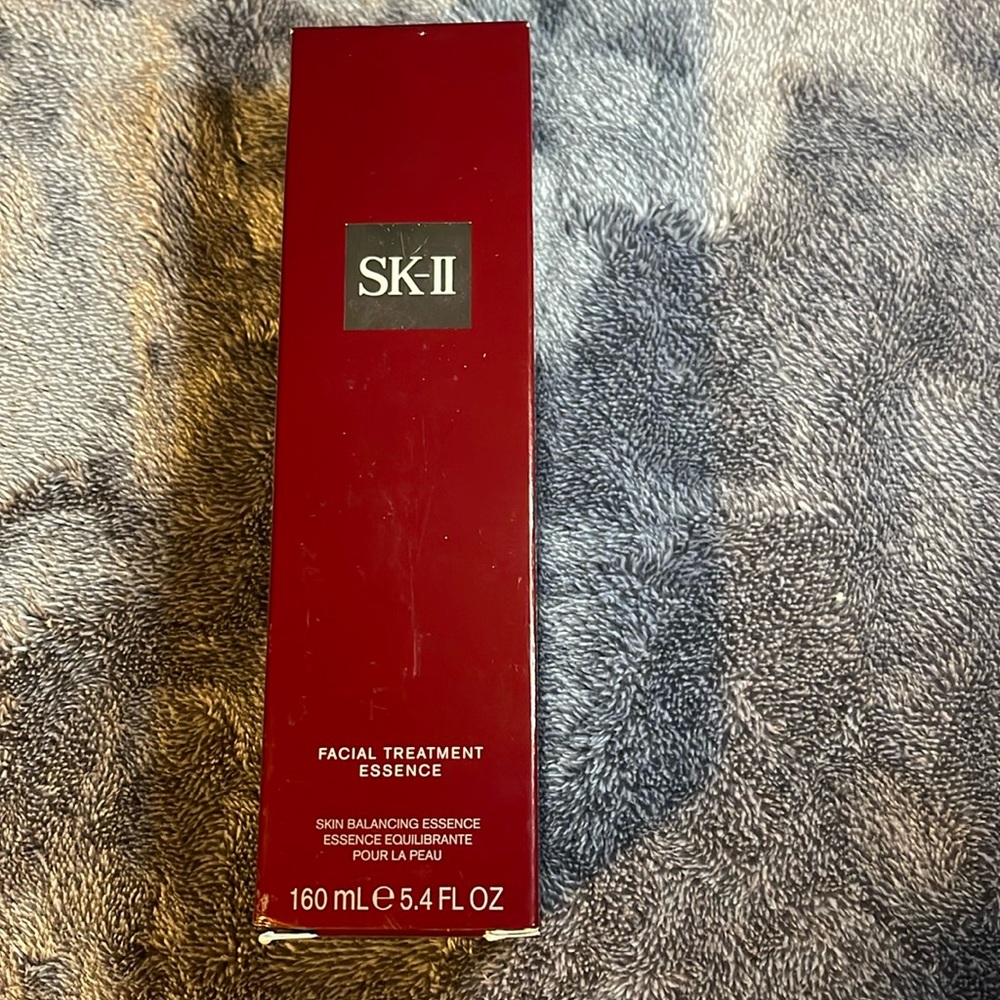 SK-II
FACIAL TREATMENT
ESSENCE
SKIN BALANCING ESSENCE
ESSENCE EQUILIBRANTE
POUR LA PEAU
160 mL ℮ 5.4 FL OZ